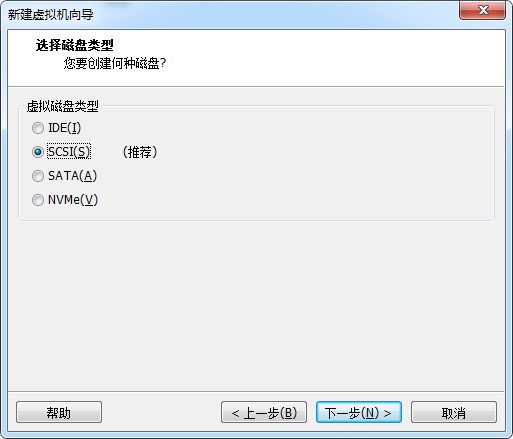 新建虚拟机向导
选择磁盘类型
您要创建何种磁盘?
虚拟磁盘类型
IDE(I)
SCSI(S) (推荐)
SATA(A)
NVMe(V)
帮助 < 上一步(B) 下一步(N) > 取消